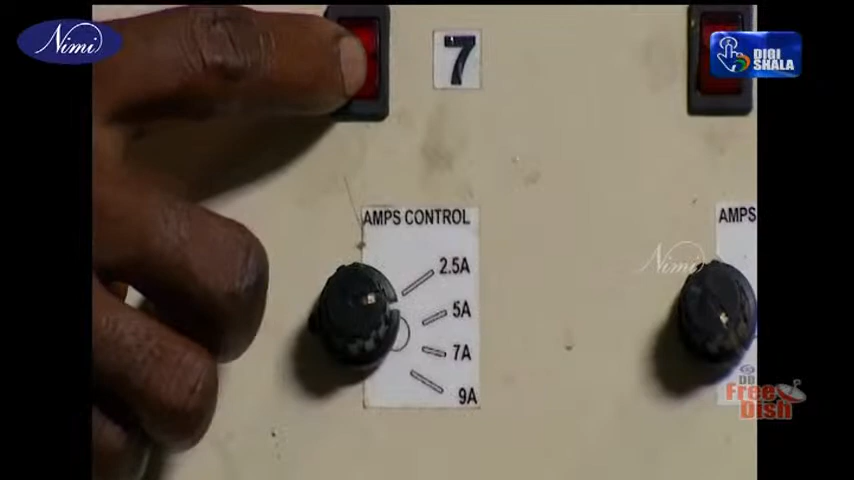 Nimi
7
DIGI
SHALA
AMPS CONTROL
2.5A
5A
7A
9A
AMPS
Nimi
DD
Free
Dish